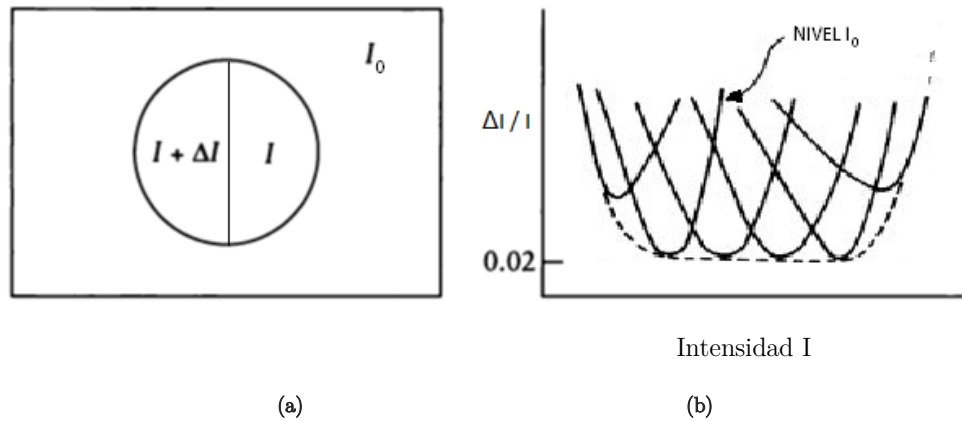 I₀
I + ΔI
I
(a)
NIVEL I₀
ΔI / I
0.02
Intensidad I
(b)